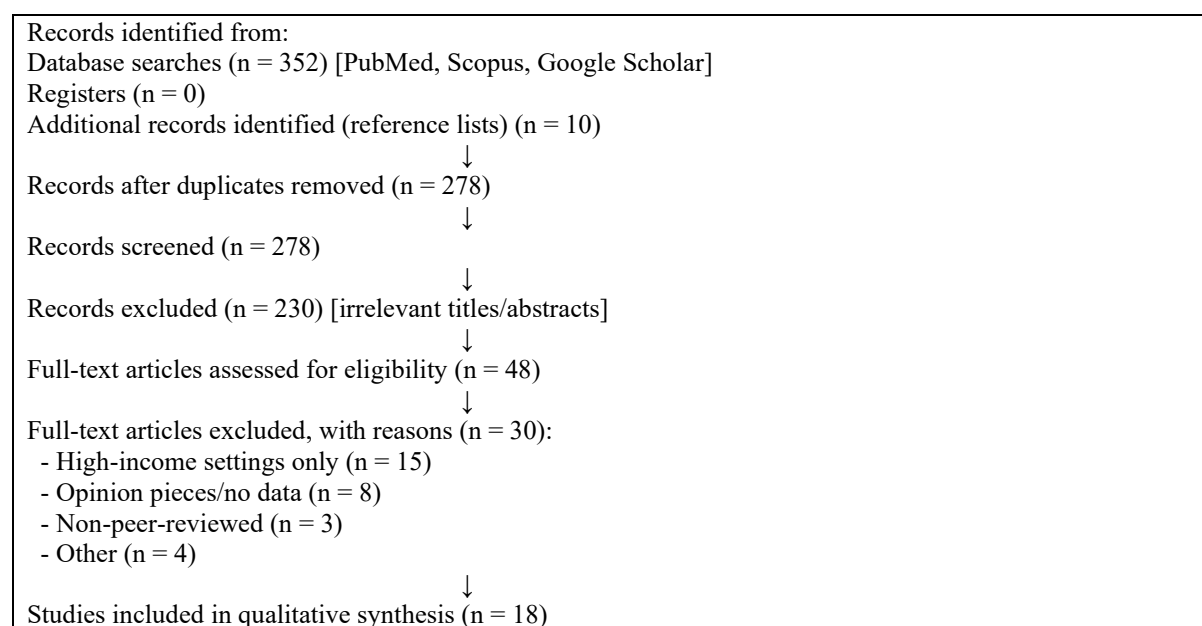 Records identified from:
Database searches (n = 352) [PubMed, Scopus, Google Scholar]
Registers (n = 0)
Additional records identified (reference lists) (n = 10)
↓
Records after duplicates removed (n = 278)
↓
Records screened (n = 278)
↓
Records excluded (n = 230) [irrelevant titles/abstracts]
↓
Full-text articles assessed for eligibility (n = 48)
↓
Full-text articles excluded, with reasons (n = 30):
- High-income settings only (n = 15)
- Opinion pieces/no data (n = 8)
- Non-peer-reviewed (n = 3)
- Other (n = 4)
↓
Studies included in qualitative synthesis (n = 18)